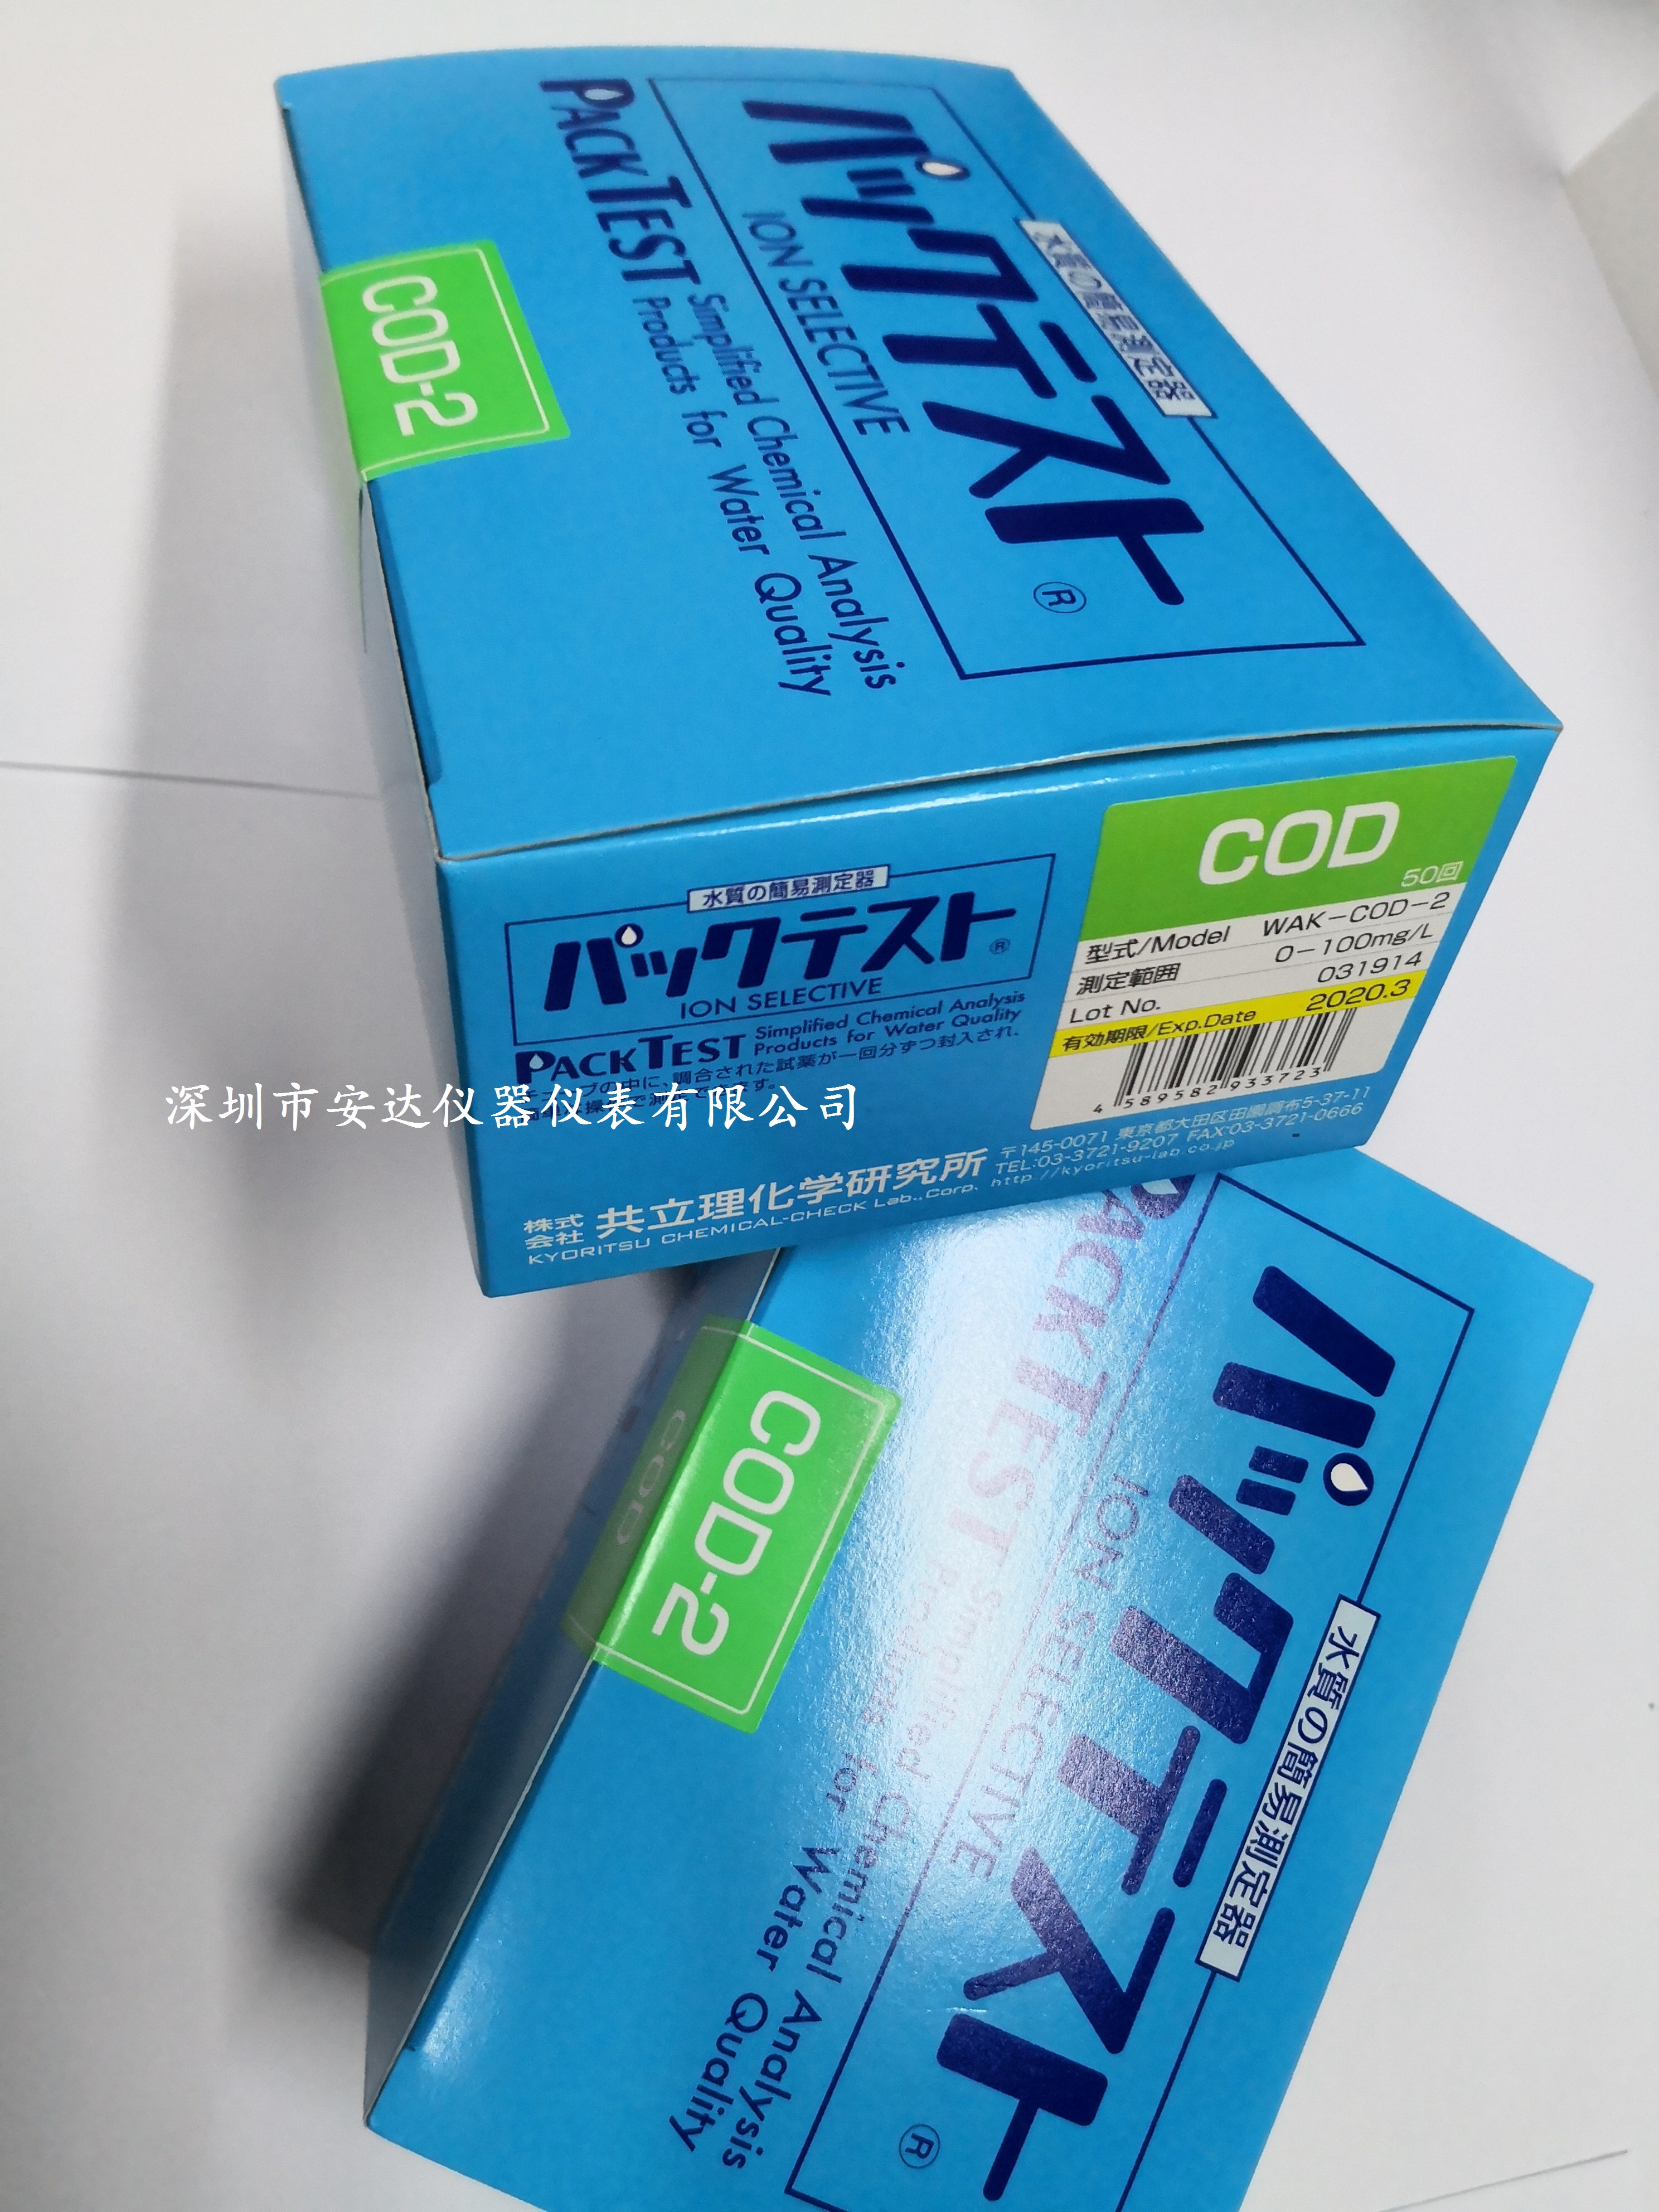 水質の簡易測定器
パックテスト®
ION SELECTIVE
PACKTEST Simplified Chemical Analysis
Products for Water Quality
COD-2
水質の簡易測定器
パックテスト®
ION SELECTIVE
PACKTEST Simplified Chemical Analysis
Products for Water Quality
調合された試薬が一回分ずつ封入され、
COD
50回
型式/Model WAK-COD-2
測定範囲 0-100mg/L
Lot No. 031914
有効期限/Exp.Date 2020.3
4 589582 933723
株式会社 共立理化学研究所
KYORITSU CHEMICAL-CHECK Lab.,Corp.
〒145-0071 東京都大田区田園調布5-37-11
TEL:03-3721-9207 FAX:03-3721-0666
http://kyoritsu-lab.co.jp
深圳市安达仪器仪表有限公司
水質の簡易測定器
パックテスト®
ION SELECTIVE
PACKTEST Simplified Chemical Analysis
Products for Water Quality
COD-2
COD